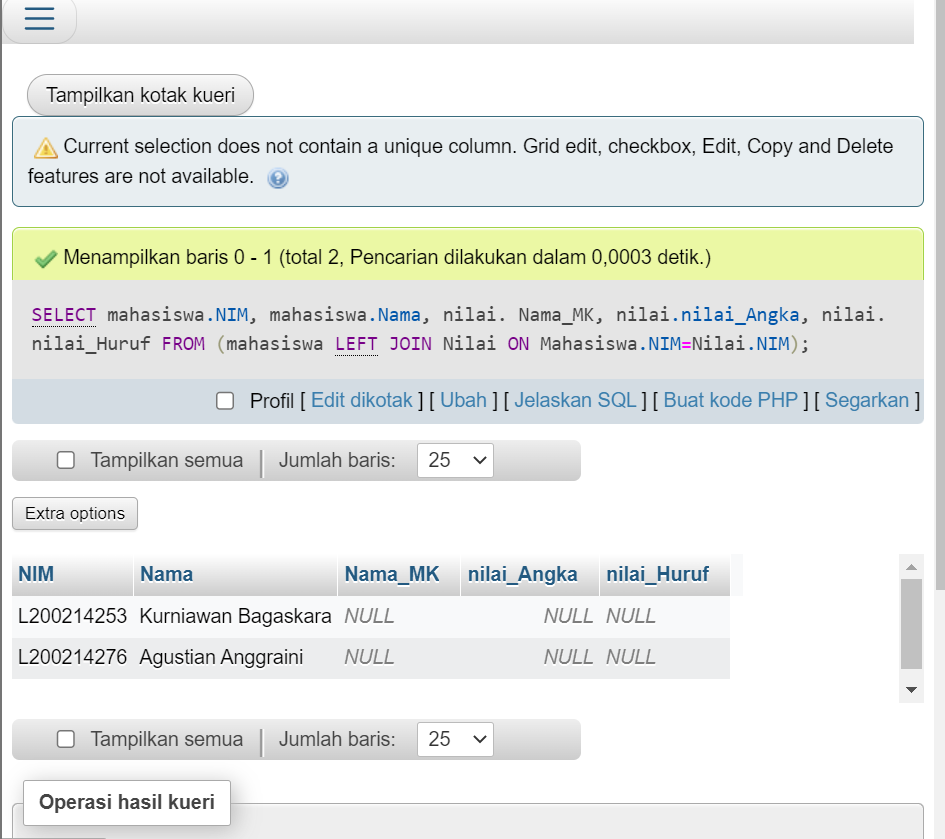 Tampilkan kotak kueri
Current selection does not contain a unique column. Grid edit, checkbox, Edit, Copy and Delete
features are not available.
Menampilkan baris 0 - 1 (total 2, Pencarian dilakukan dalam 0,0003 detik.)
SELECT mahasiswa.NIM, mahasiswa.Nama, nilai. Nama_MK, nilai.nilai_Angka, nilai.
nilai_Huruf FROM (mahasiswa LEFT JOIN Nilai ON Mahasiswa.NIM=Nilai.NIM);
Profil [ Edit dikotak ] [ Ubah ] [ Jelaskan SQL ] [ Buat kode PHP ] [ Segarkan ]
Tampilkan semua | Jumlah baris: 25
Extra options
NIM Nama Nama_MK nilai_Angka nilai_Huruf
L200214253 Kurniawan Bagaskara NULL NULL NULL
L200214276 Agustian Anggraini NULL NULL NULL
Tampilkan semua | Jumlah baris: 25
Operasi hasil kueri